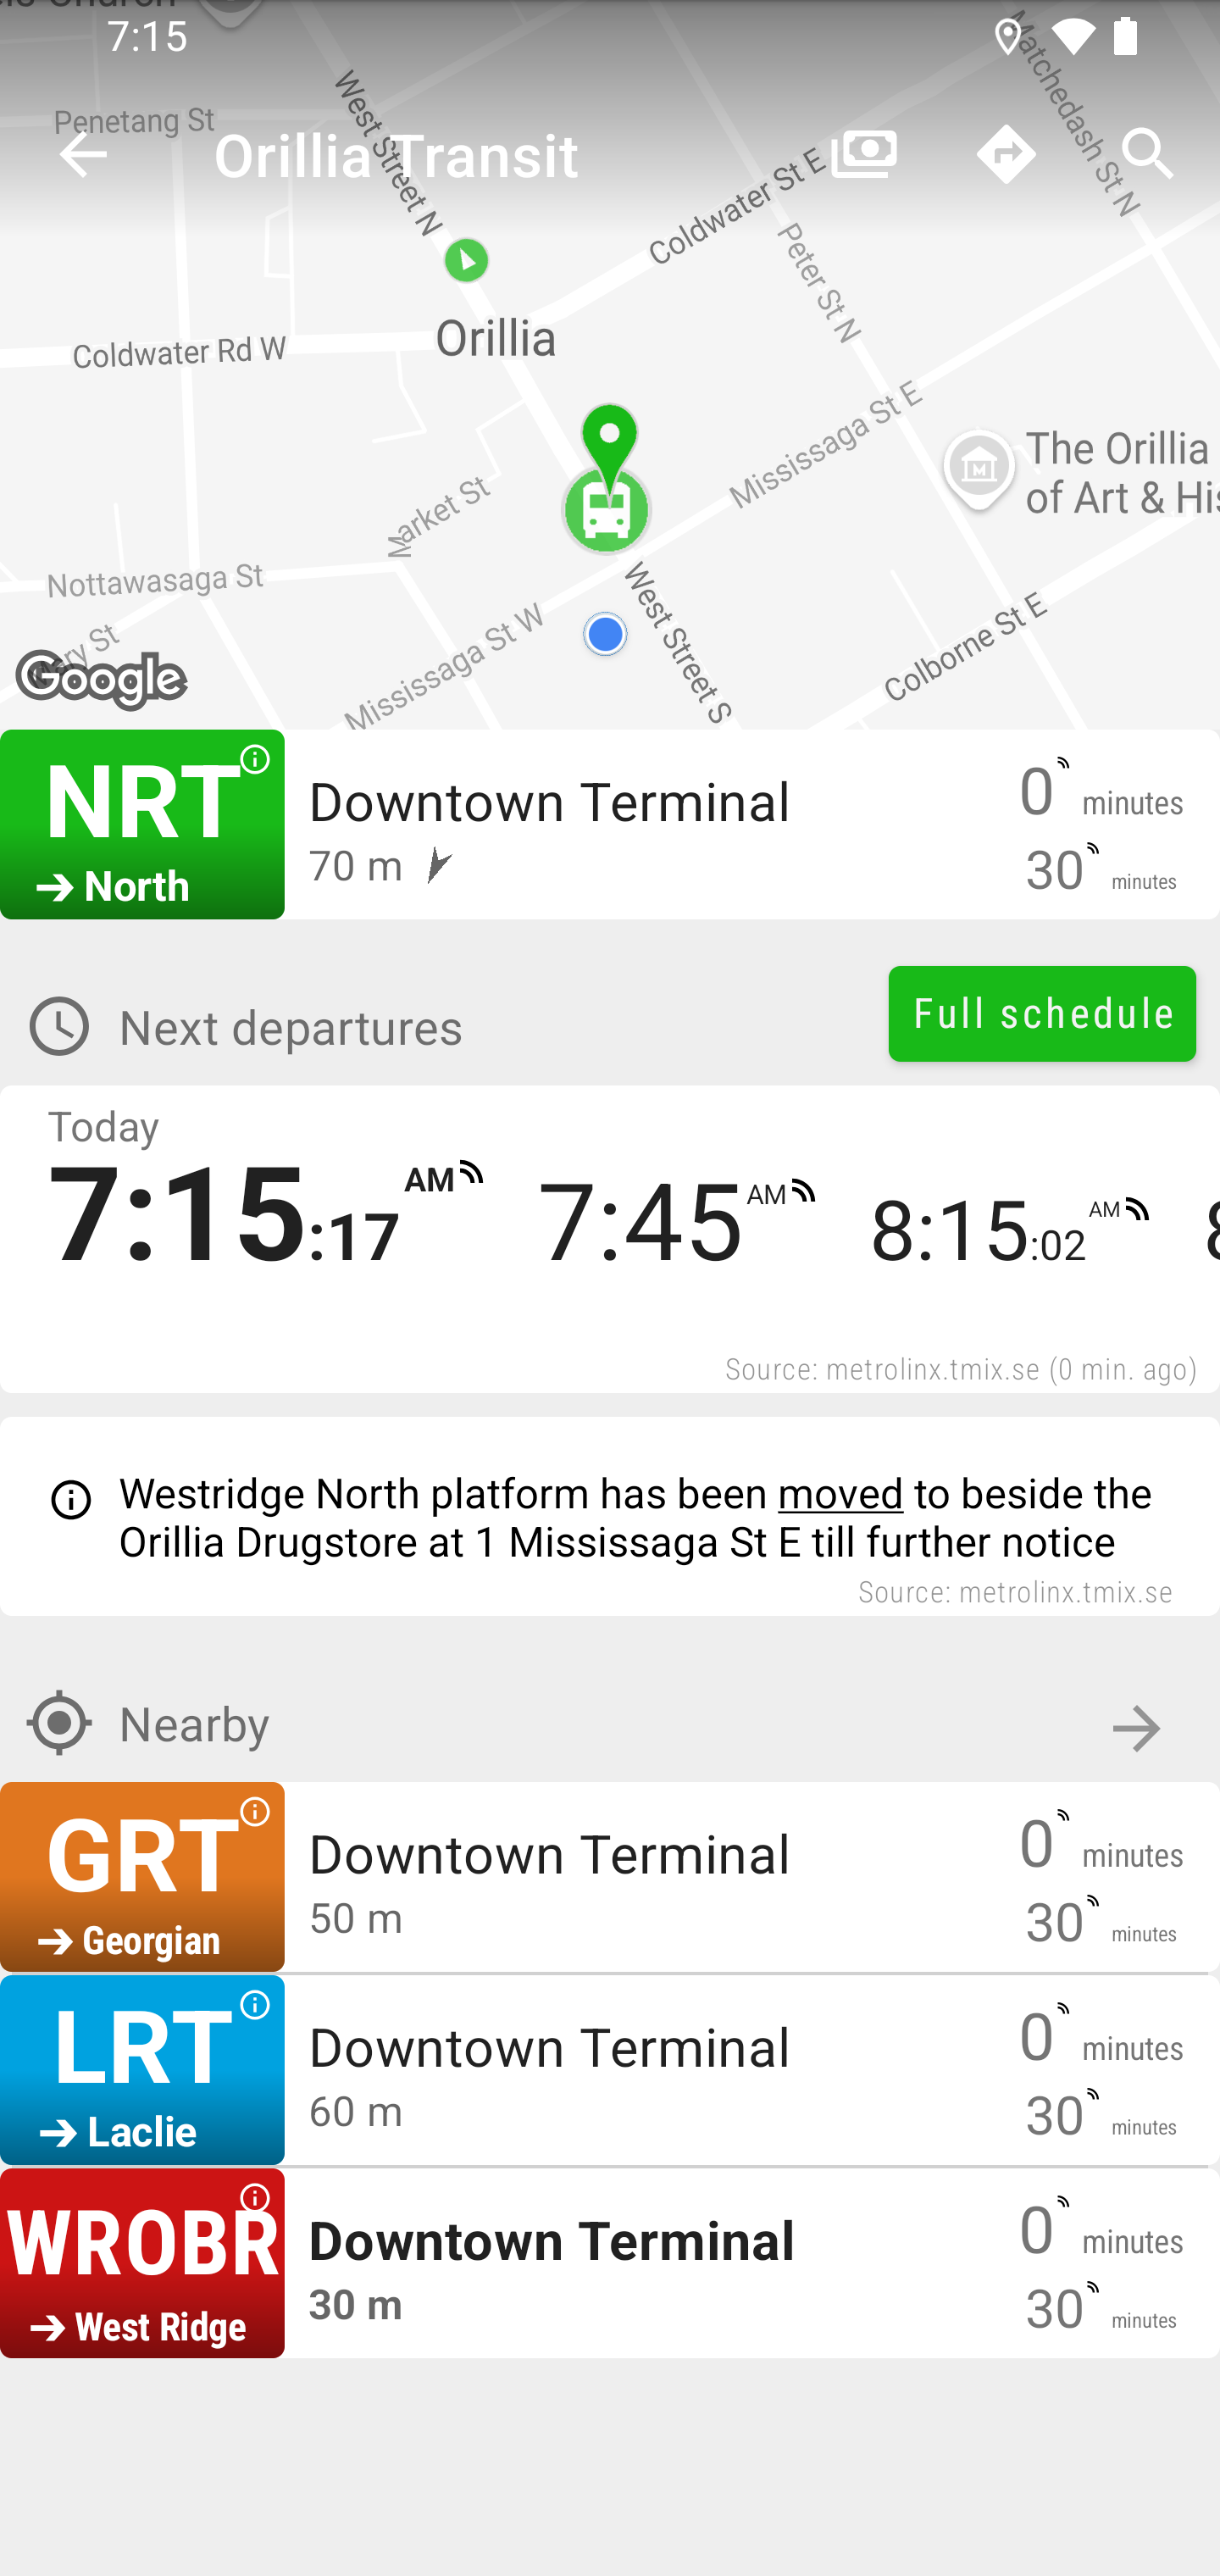 7:15
Penetang St
West Street N
Matchedash St N
Orillia Transit
Coldwater St E
Peter St N
Orillia
Coldwater Rd W
Mississaga St E
The Orillia
of Art & His
Market St
Nottawasaga St
West Street S
Mississaga St W
Colborne St E
Google
NRT
→ North
Downtown Terminal
70 m
0 minutes
30 minutes
Next departures
Full schedule
Today
7:15:17 AM 7:45 AM 8:15:02 AM
Source: metrolinx.tmix.se (0 min. ago)
Westridge North platform has been moved to beside the
Orillia Drugstore at 1 Mississaga St E till further notice
Source: metrolinx.tmix.se
Nearby
GRT
→ Georgian
Downtown Terminal
50 m
0 minutes
30 minutes
LRT
→ Laclie
Downtown Terminal
60 m
0 minutes
30 minutes
WROBR
→ West Ridge
Downtown Terminal
30 m
0 minutes
30 minutes